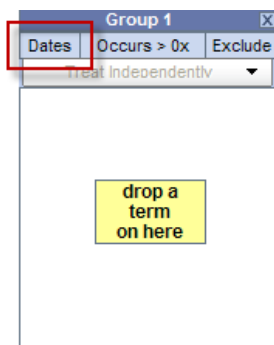 Group 1 X
Dates Occurs > 0x Exclude
Treat Independently
drop a
term
on here